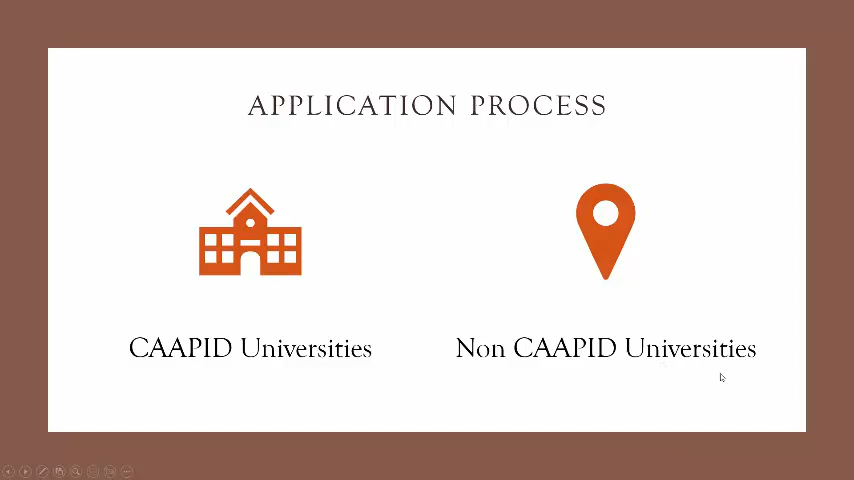 APPLICATION PROCESS
CAAPID Universities
Non CAAPID Universities